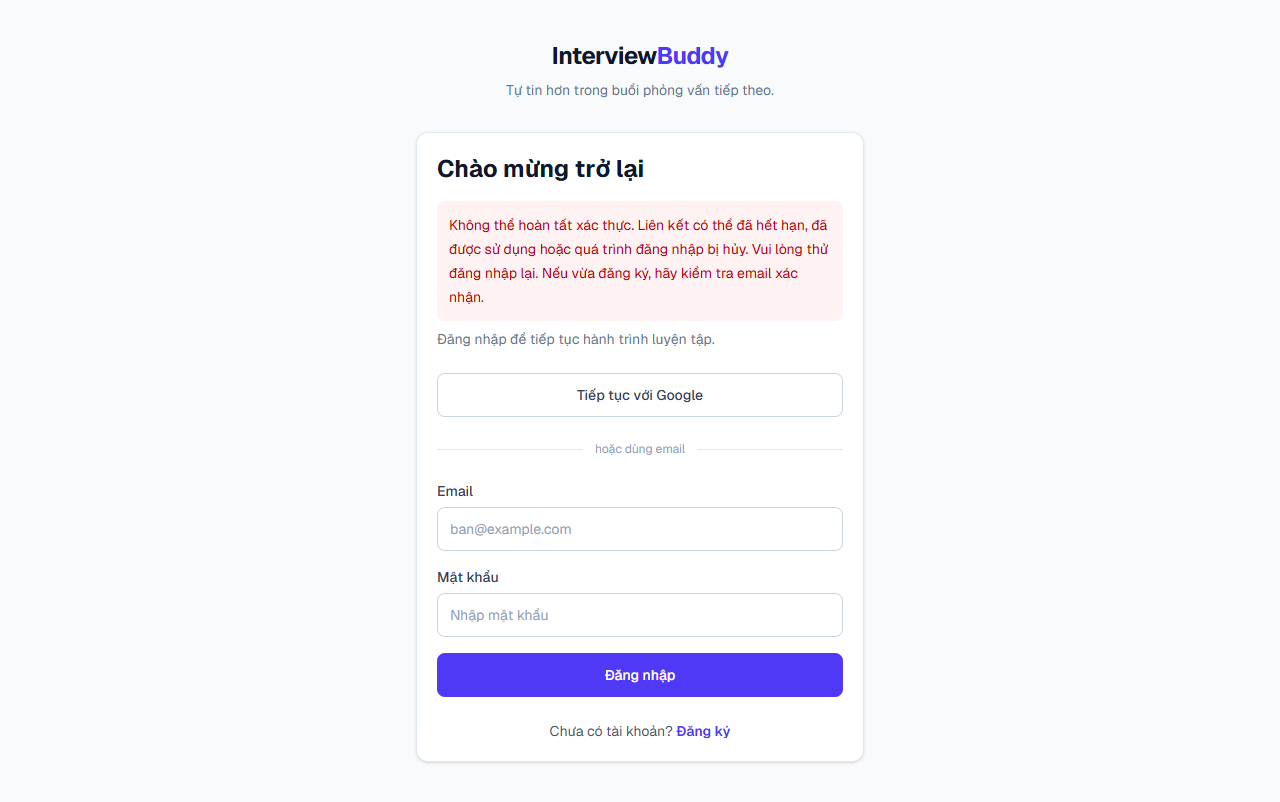 InterviewBuddy
Tự tin hơn trong buổi phỏng vấn tiếp theo.
Chào mừng trở lại
Không thể hoàn tất xác thực. Liên kết có thể đã hết hạn, đã
được sử dụng hoặc quá trình đăng nhập bị hủy. Vui lòng thử
đăng nhập lại. Nếu vừa đăng ký, hãy kiểm tra email xác
nhận.
Đăng nhập để tiếp tục hành trình luyện tập.
Tiếp tục với Google
hoặc dùng email
Email
ban@example.com
Mật khẩu
Nhập mật khẩu
Đăng nhập
Chưa có tài khoản? Đăng ký